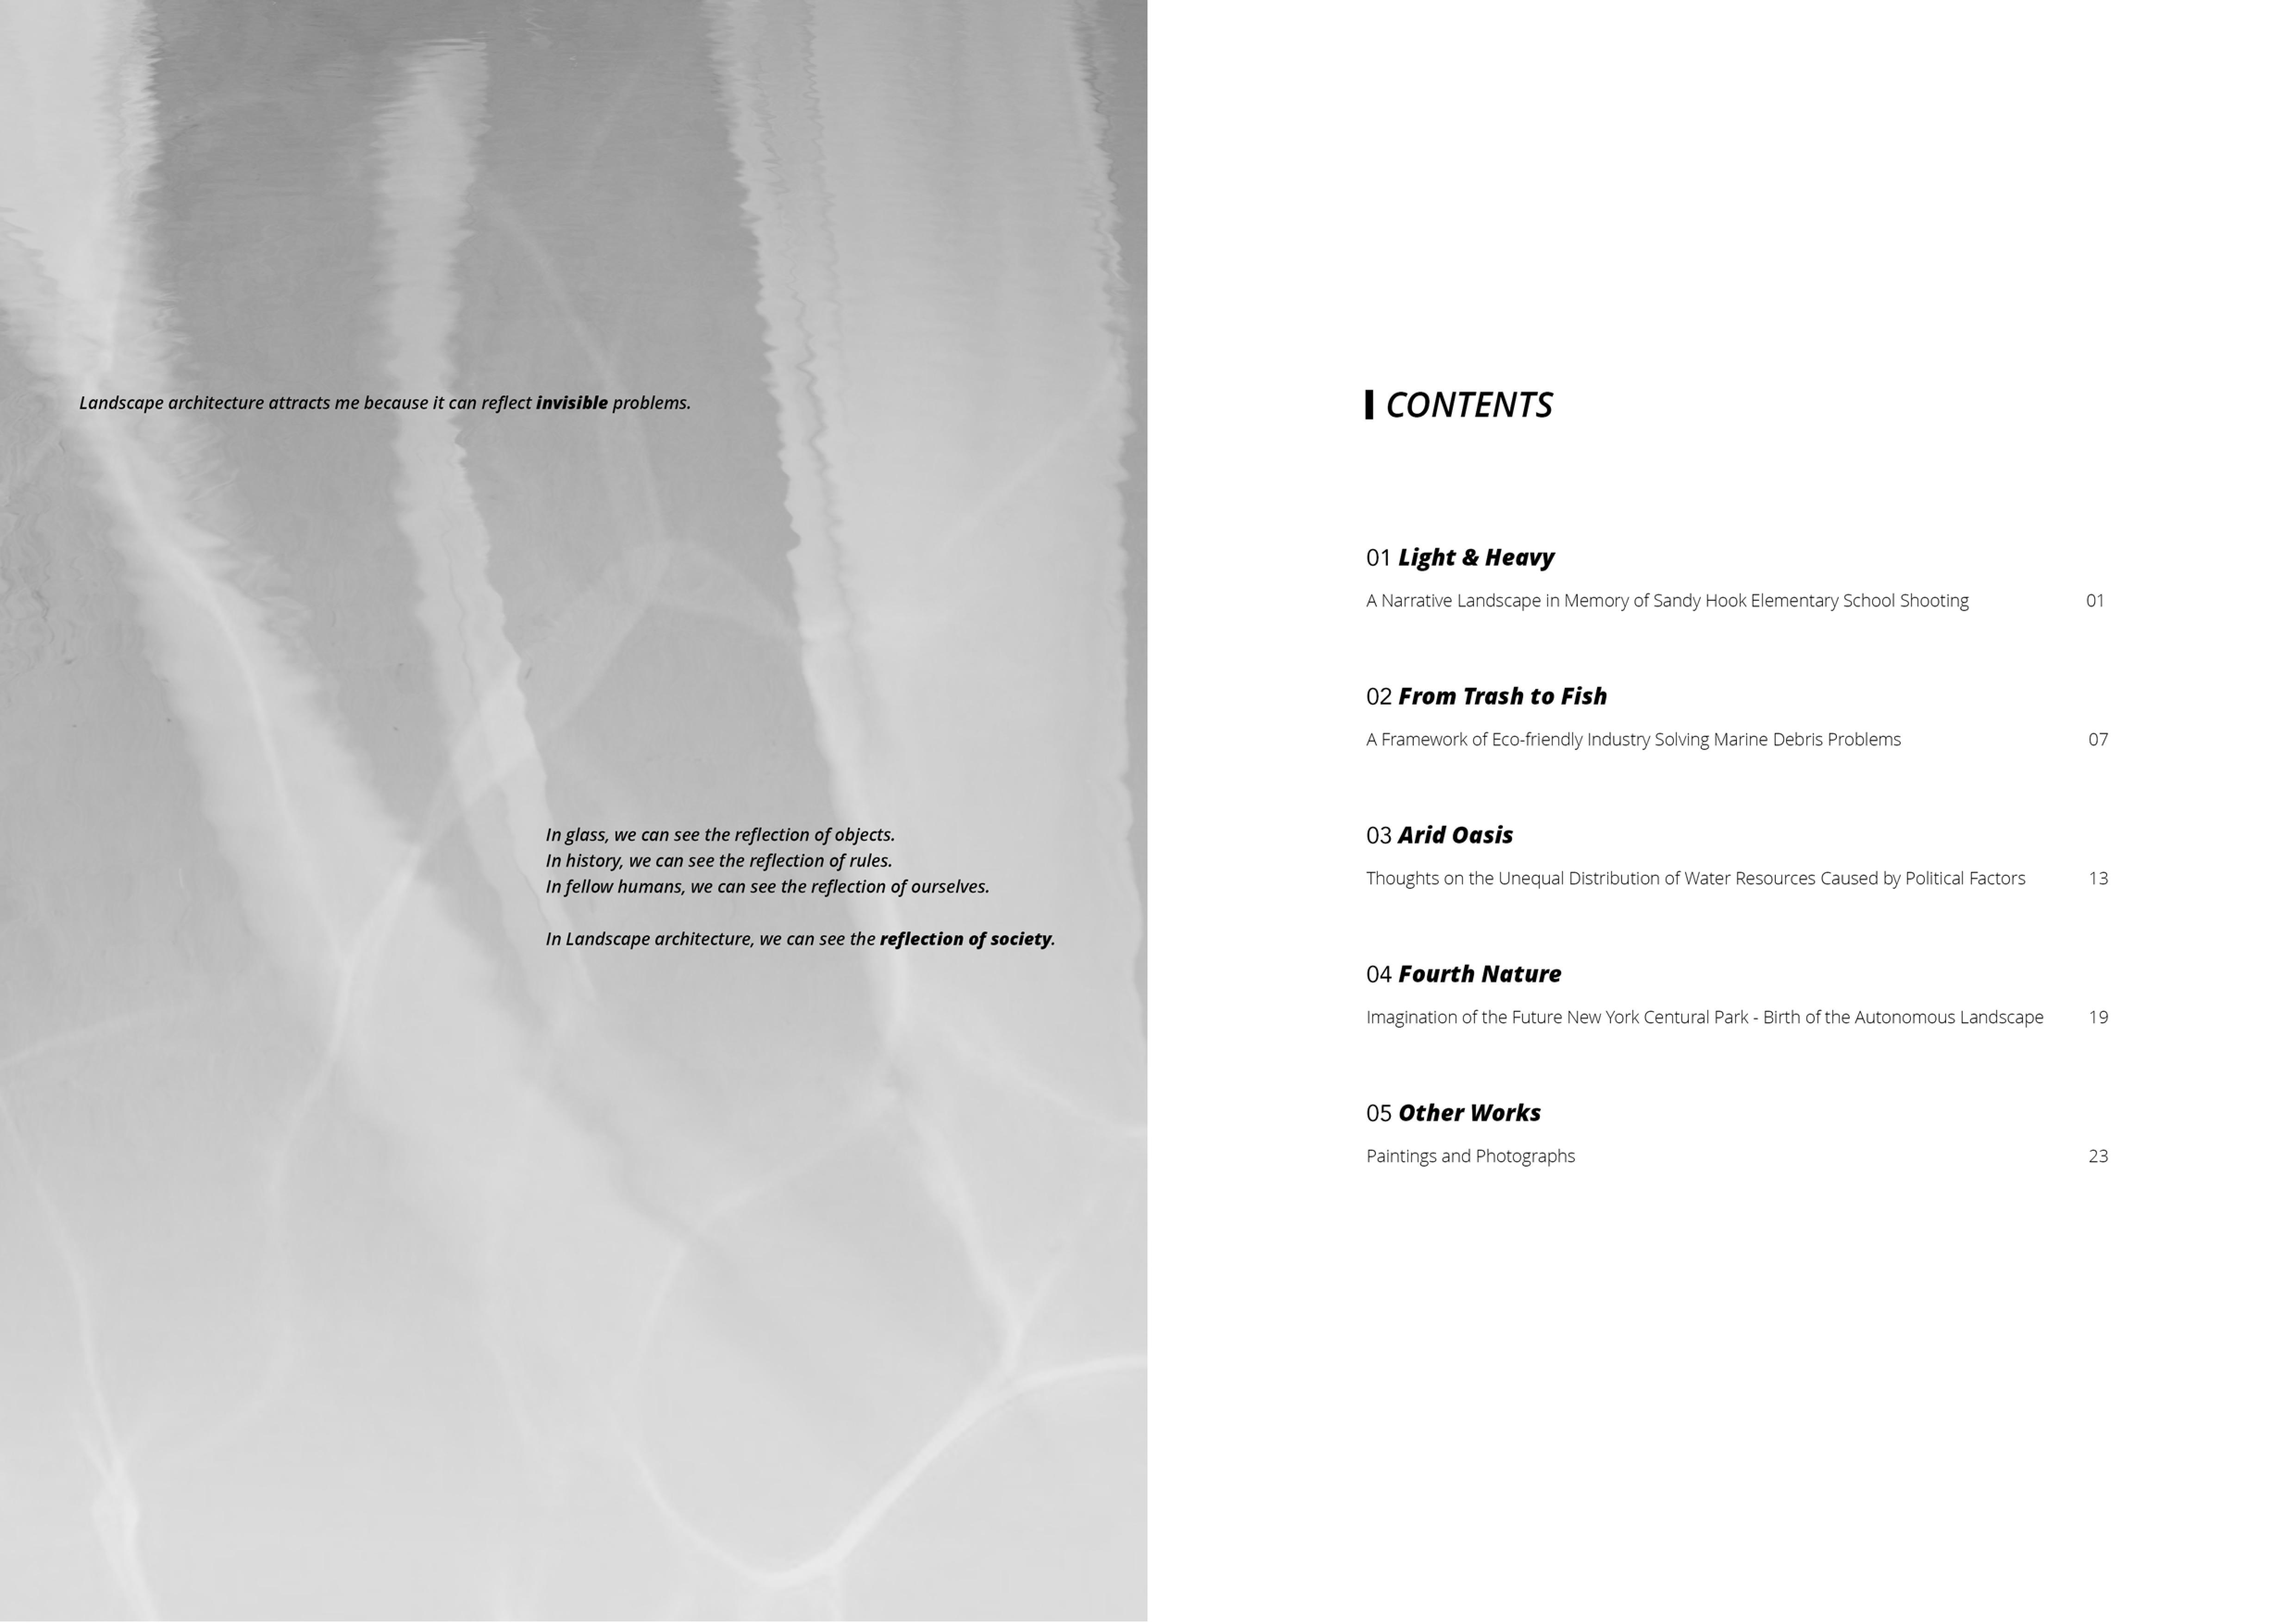 Landscape architecture attracts me because it can reflect invisible problems.
In glass, we can see the reflection of objects.
In history, we can see the reflection of rules.
In fellow humans, we can see the reflection of ourselves.
In Landscape architecture, we can see the reflection of society.
CONTENTS
01 Light & Heavy
A Narrative Landscape in Memory of Sandy Hook Elementary School Shooting 01
02 From Trash to Fish
A Framework of Eco-friendly Industry Solving Marine Debris Problems 07
03 Arid Oasis
Thoughts on the Unequal Distribution of Water Resources Caused by Political Factors 13
04 Fourth Nature
Imagination of the Future New York Centural Park - Birth of the Autonomous Landscape 19
05 Other Works
Paintings and Photographs 23